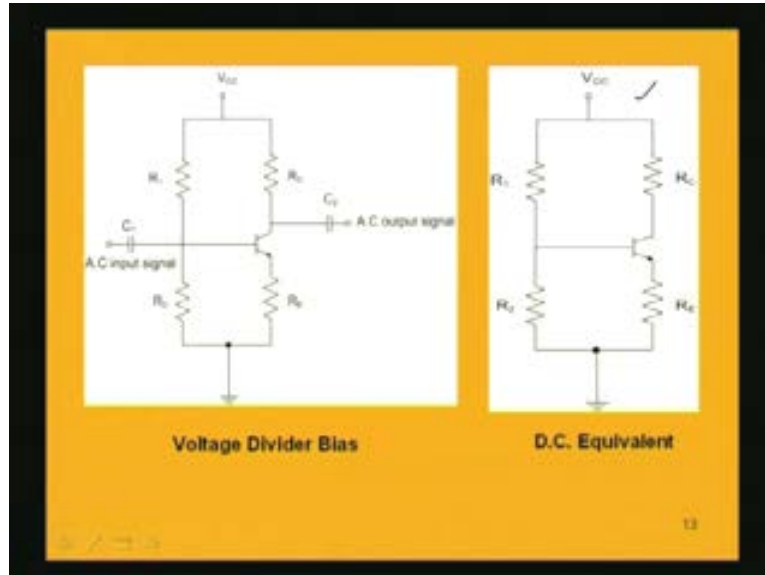 Vcc
R₁
Rc
C₂
A.C output signal
C₁
A.C input signal
R₂
RE
Voltage Divider Bias
Vcc
R₁
Rc
R₂
RE
D.C. Equivalent
13